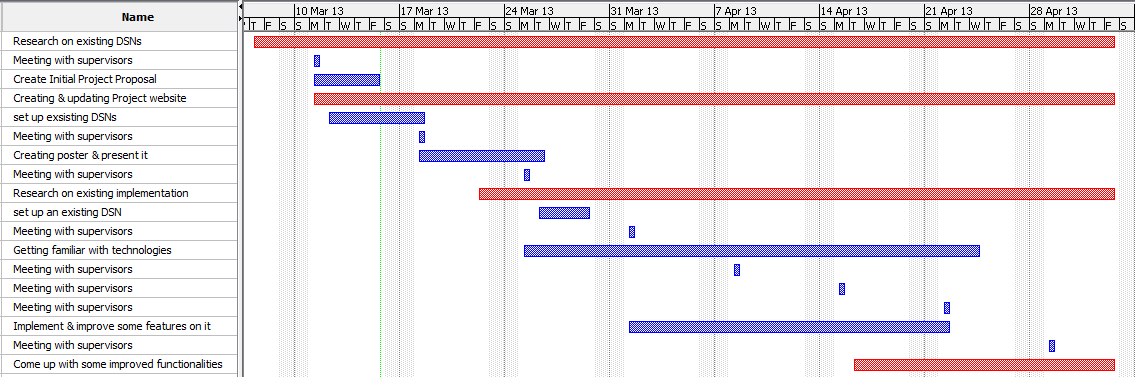 Name
10 Mar 13 17 Mar 13 24 Mar 13 31 Mar 13 7 Apr 13 14 Apr 13 21 Apr 13 28 Apr 13
T F S S M T W T F S S M T W T F S S M T W T F S S M T W T F S S M T W T F S S M T W T F S S M T W T F S S M T W T F S
Research on existing DSNs
Meeting with supervisors
Create Initial Project Proposal
Creating & updating Project website
set up exsisting DSNs
Meeting with supervisors
Creating poster & present it
Meeting with supervisors
Research on existing implementation
set up an existing DSN
Meeting with supervisors
Getting familiar with technologies
Meeting with supervisors
Meeting with supervisors
Meeting with supervisors
Implement & improve some features on it
Meeting with supervisors
Come up with some improved functionalities